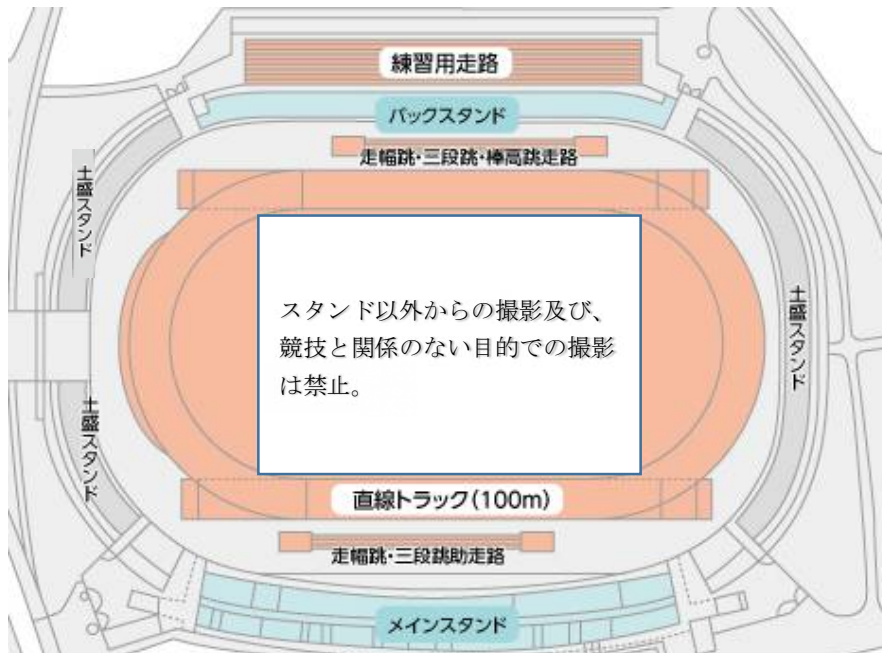 練習用走路
バックスタンド
走幅跳・三段跳・棒高跳走路
土盛スタンド
スタンド以外からの撮影及び、
競技と関係のない目的での撮影
は禁止。
土盛スタンド
土盛スタンド
直線トラック(100m)
走幅跳・三段跳助走路
メインスタンド